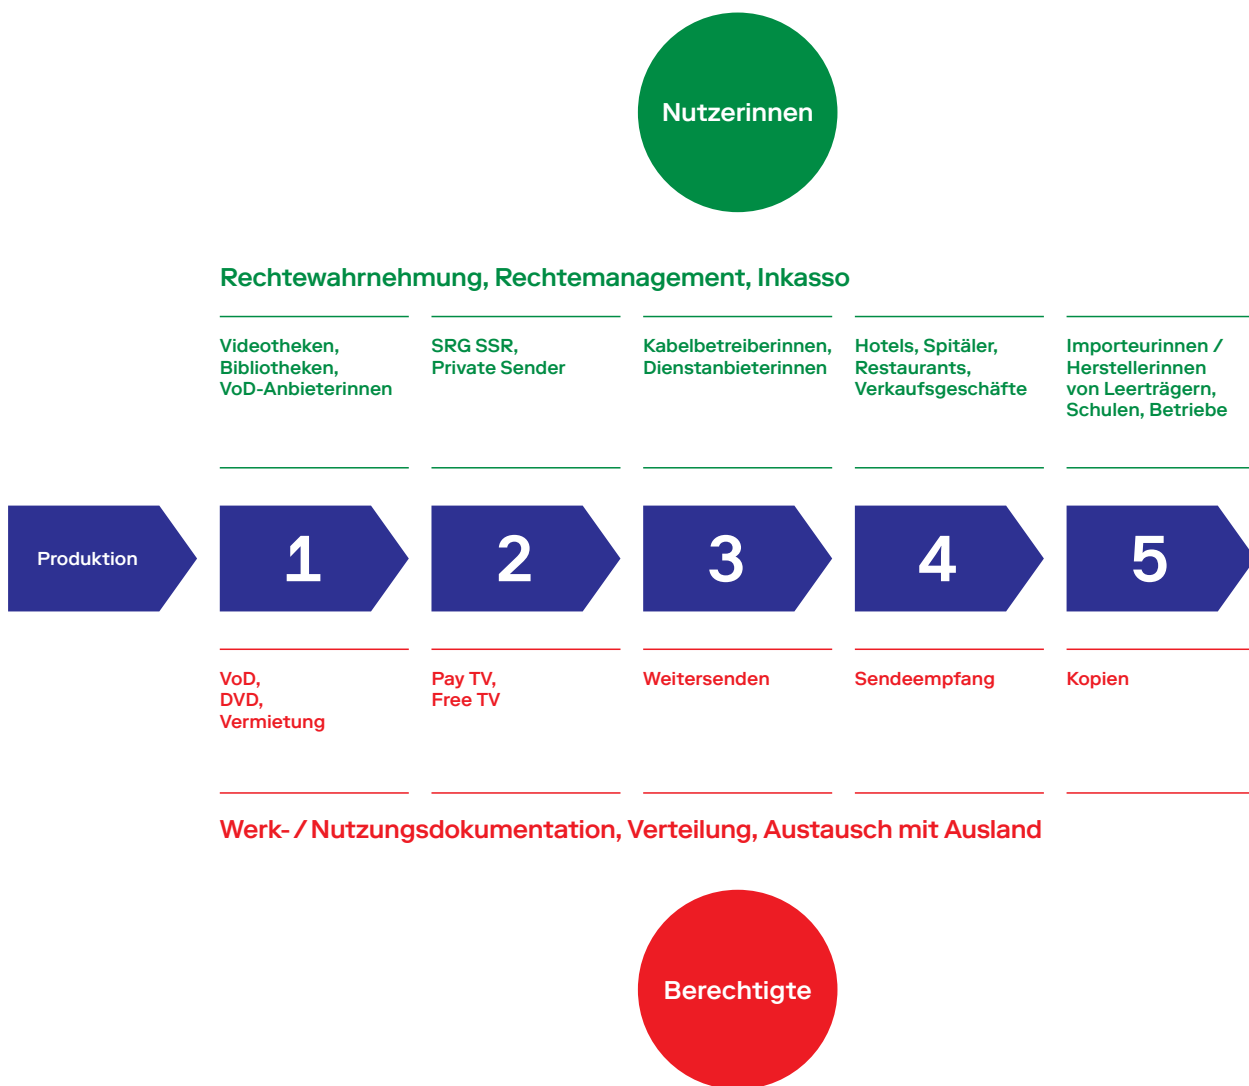 Nutzerinnen
Rechtewahrnehmung, Rechtemanagement, Inkasso
Videotheken,
Bibliotheken,
VoD-Anbieterinnen
SRG SSR,
Private Sender
Kabelbetreiberinnen,
Dienstanbieterinnen
Hotels, Spitäler,
Restaurants,
Verkaufsgeschäfte
Importeurinnen /
Herstellerinnen
von Leerträgern,
Schulen, Betriebe
Produktion
1
2
3
4
5
VoD,
DVD,
Vermietung
Pay TV,
Free TV
Weitersenden
Sendeempfang
Kopien
Werk- / Nutzungsdokumentation, Verteilung, Austausch mit Ausland
Berechtigte